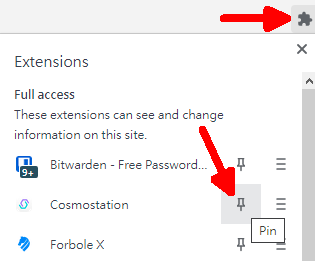 Extensions
Full access
These extensions can see and change
information on this site.
Bitwarden - Free Password...
9+
Cosmostation
Pin
Forbole X